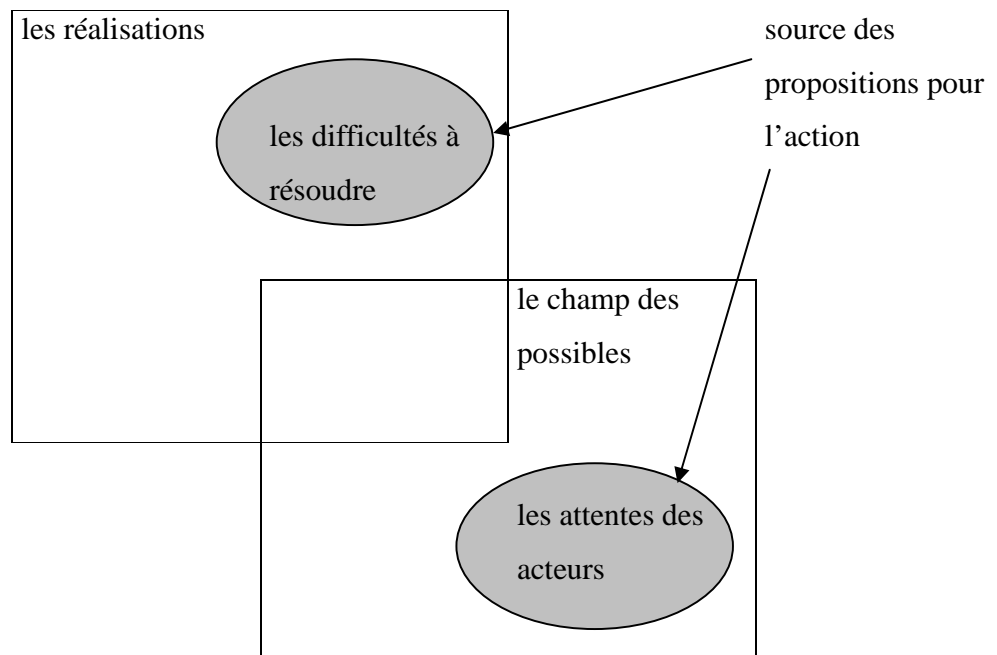 les réalisations
source des
propositions pour
l’action
les difficultés à
résoudre
le champ des
possibles
les attentes des
acteurs